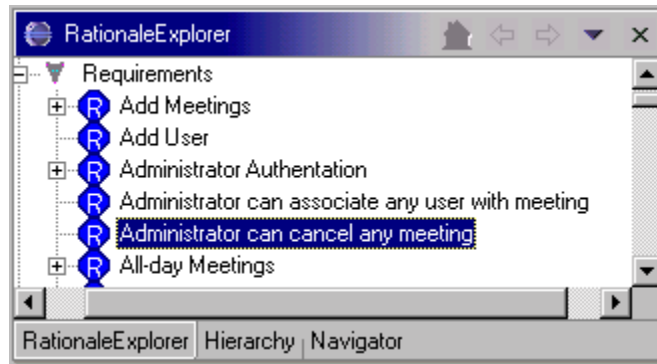 RationaleExplorer
Requirements
R Add Meetings
R Add User
R Administrator Authentation
R Administrator can associate any user with meeting
R Administrator can cancel any meeting
R All-day Meetings
RationaleExplorer Hierarchy Navigator